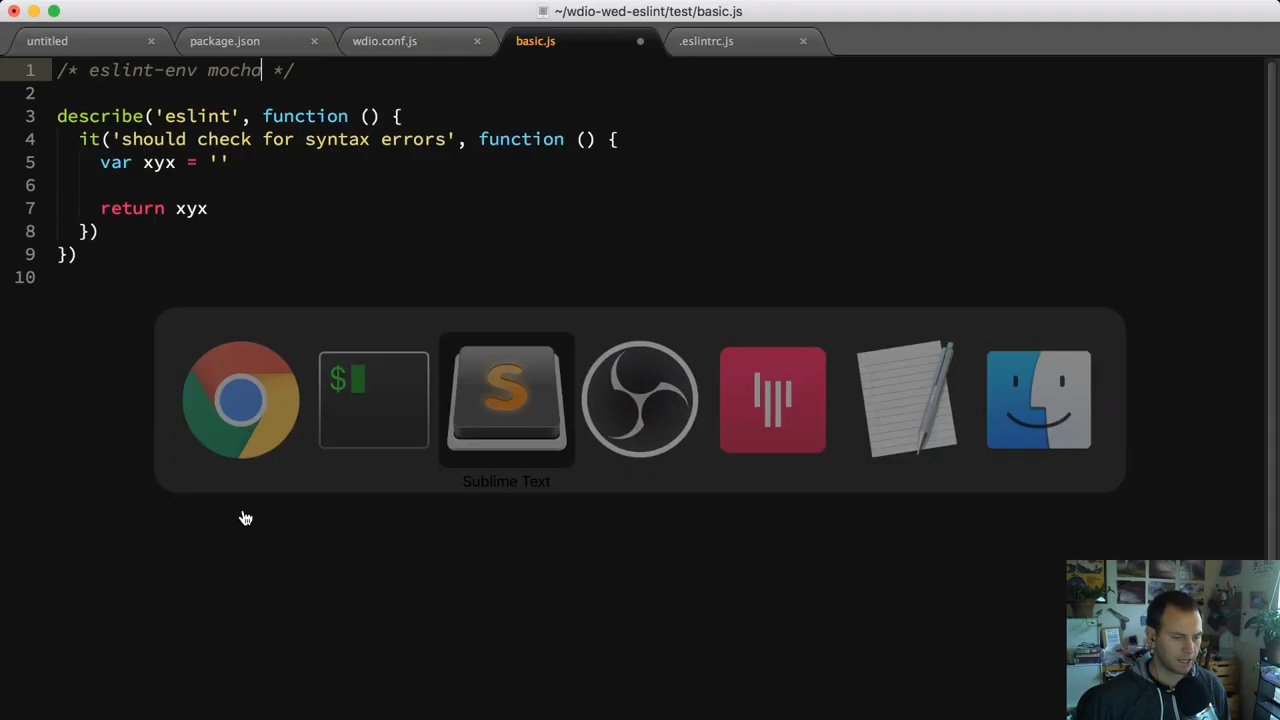 ~/wdio-wed-eslint/test/basic.js
untitled
package.json
wdio.conf.js
basic.js
.eslintrc.js
1 /* eslint-env mocha */
2
3 describe('eslint', function () {
4 it('should check for syntax errors', function () {
5 var xyx = ''
6
7 return xyx
8 })
9 })
10
$
S
Sublime Text